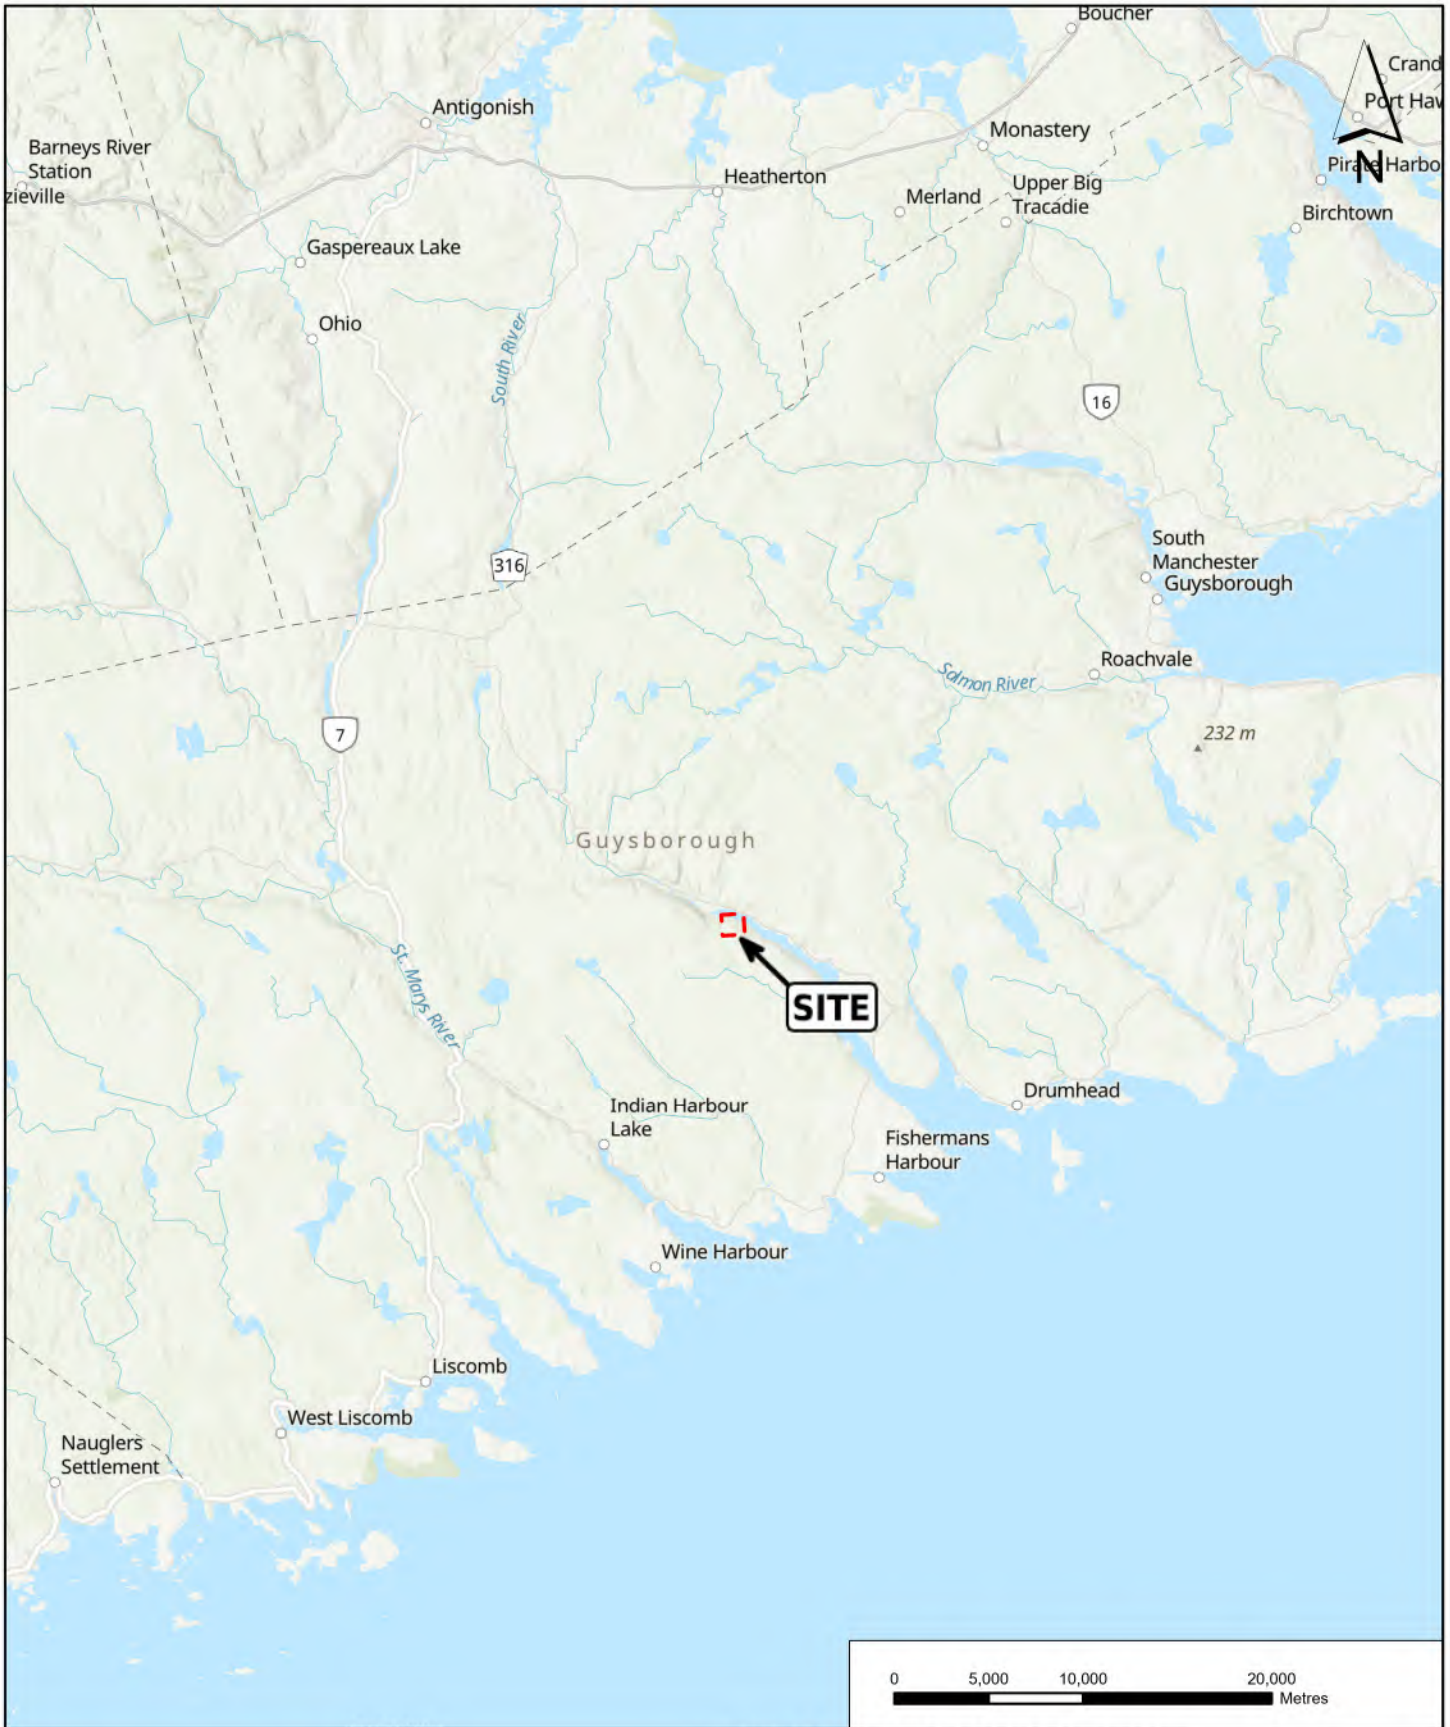 Boucher
Crand
Port Haw
Antigonish
Monastery
Barneys River
Station
zieville
Pirate Harbo
N
Heatherton
Merland
Upper Big
Tracadie
Birchtown
Gaspereaux Lake
Ohio
South River
16
316
South
Manchester
Guysborough
Roachvale
Salmon River
7
232 m
Guysborough
St. Marys River
SITE
Drumhead
Indian Harbour
Lake
Fishermans
Harbour
Wine Harbour
Liscomb
West Liscomb
Nauglers
Settlement
0 5,000 10,000 20,000
Metres